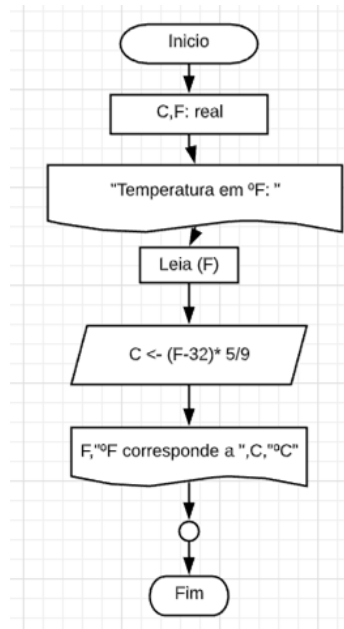 Inicio
C,F: real
"Temperatura em ºF: "
Leia (F)
C <- (F-32)* 5/9
F,"ºF corresponde a ",C,"ºC"
Fim